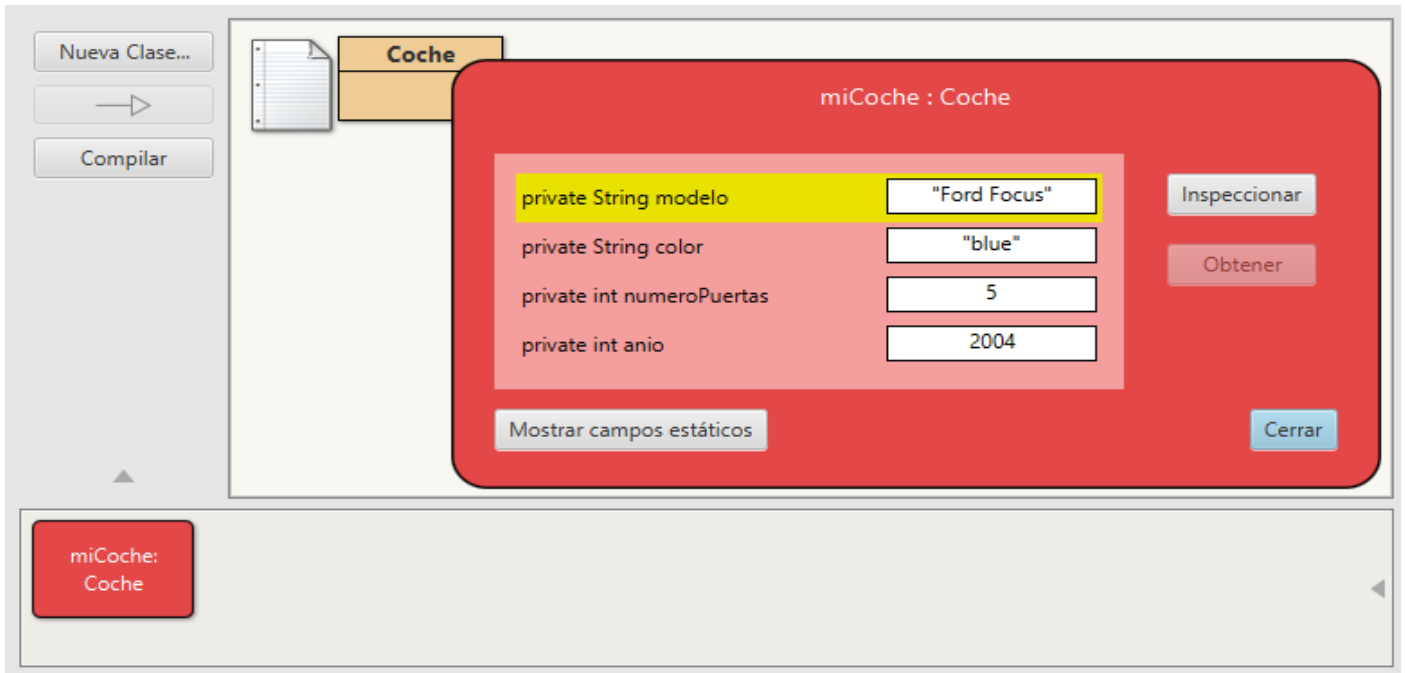 Nueva Clase...
Compilar
Coche
miCoche : Coche
private String modelo "Ford Focus"
private String color "blue"
private int numeroPuertas 5
private int anio 2004
Inspeccionar
Obtener
Mostrar campos estáticos
Cerrar
miCoche:
Coche